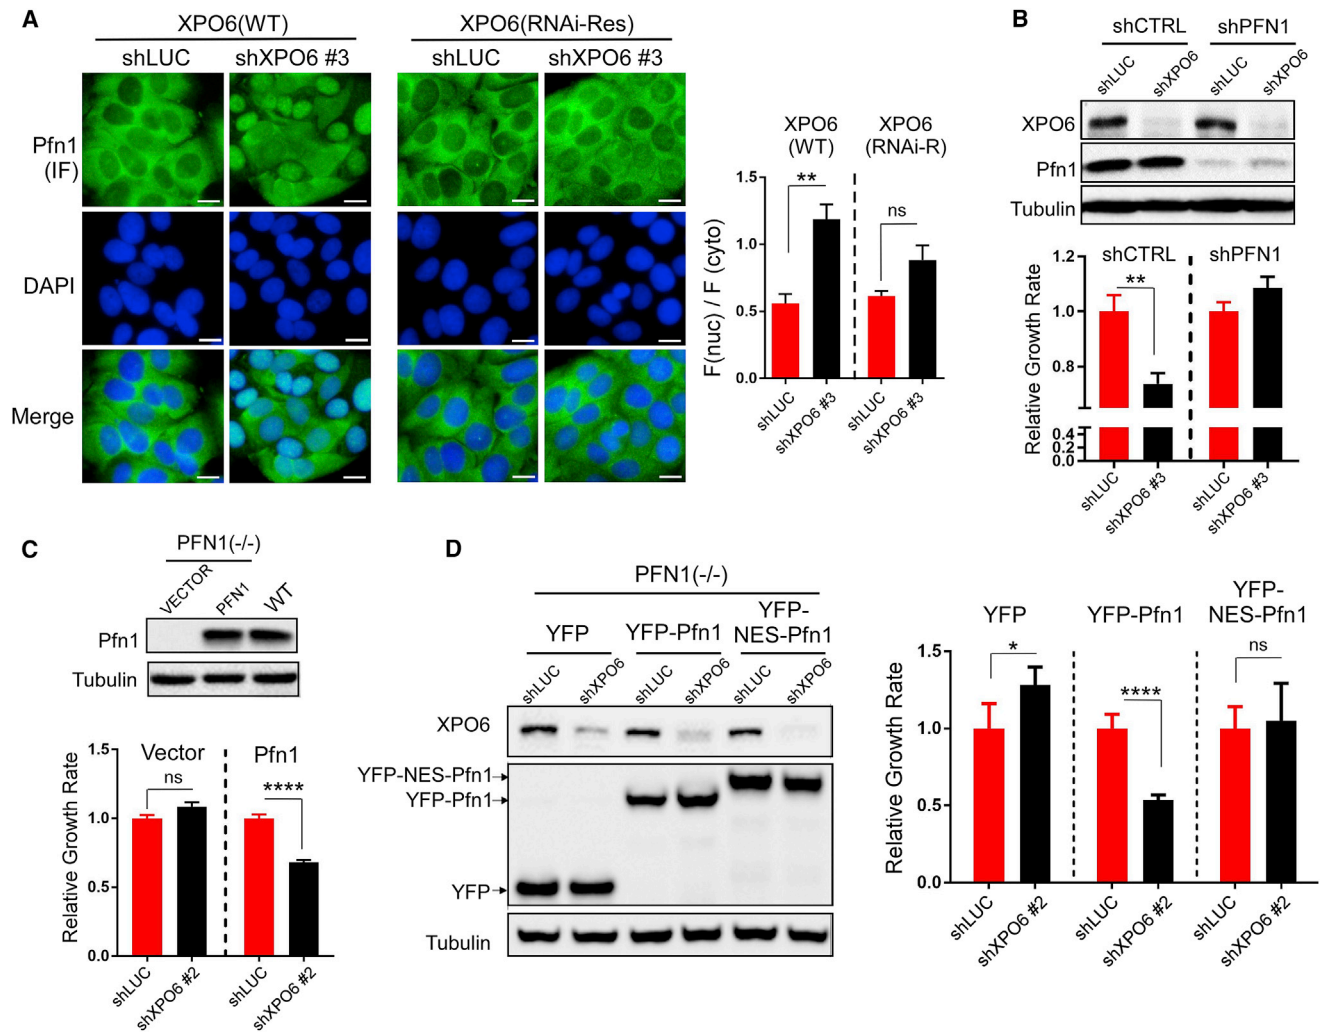 A
XPO6(WT)
XPO6(RNAi-Res)
shLUC
shXPO6 #3
shLUC
shXPO6 #3
Pfn1
(IF)
DAPI
Merge
XPO6
(WT)
XPO6
(RNAi-R)
F(nuc) / F (cyto)
1.5
1.0
0.5
0.0
**
ns
shLUC
shXPO6 #3
shLUC
shXPO6 #3
B
shCTRL
shPFN1
shLUC
shXPO6
shLUC
shXPO6
XPO6
Pfn1
Tubulin
shCTRL
shPFN1
Relative Growth Rate
1.2
1.0
0.8
0.4
0.2
0.0
**
shLUC
shXPO6 #3
shLUC
shXPO6 #3
C
PFN1(-/-)
VECTOR
PFN1
WT
Pfn1
Tubulin
Vector
Pfn1
Relative Growth Rate
1.5
1.0
0.5
0.0
ns
****
shLUC
shXPO6 #2
shLUC
shXPO6 #2
D
PFN1(-/-)
YFP
YFP-Pfn1
YFP-
NES-Pfn1
shLUC
shXPO6
shLUC
shXPO6
shLUC
shXPO6
XPO6
YFP-NES-Pfn1
YFP-Pfn1
YFP
Tubulin
YFP
YFP-Pfn1
YFP-
NES-Pfn1
Relative Growth Rate
1.5
1.0
0.5
0.0
*
****
ns
shLUC
shXPO6 #2
shLUC
shXPO6 #2
shLUC
shXPO6 #2